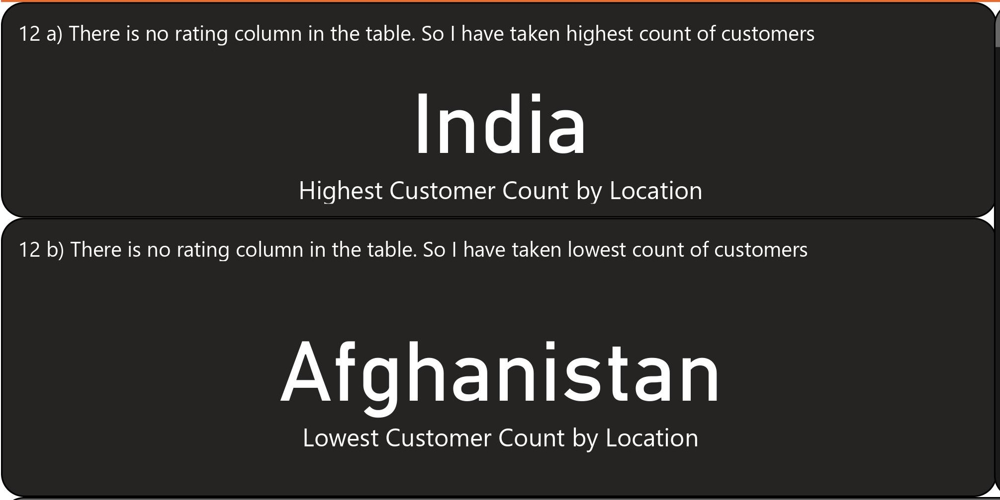 12 a) There is no rating column in the table. So I have taken highest count of customers
India
Highest Customer Count by Location
12 b) There is no rating column in the table. So I have taken lowest count of customers
Afghanistan
Lowest Customer Count by Location